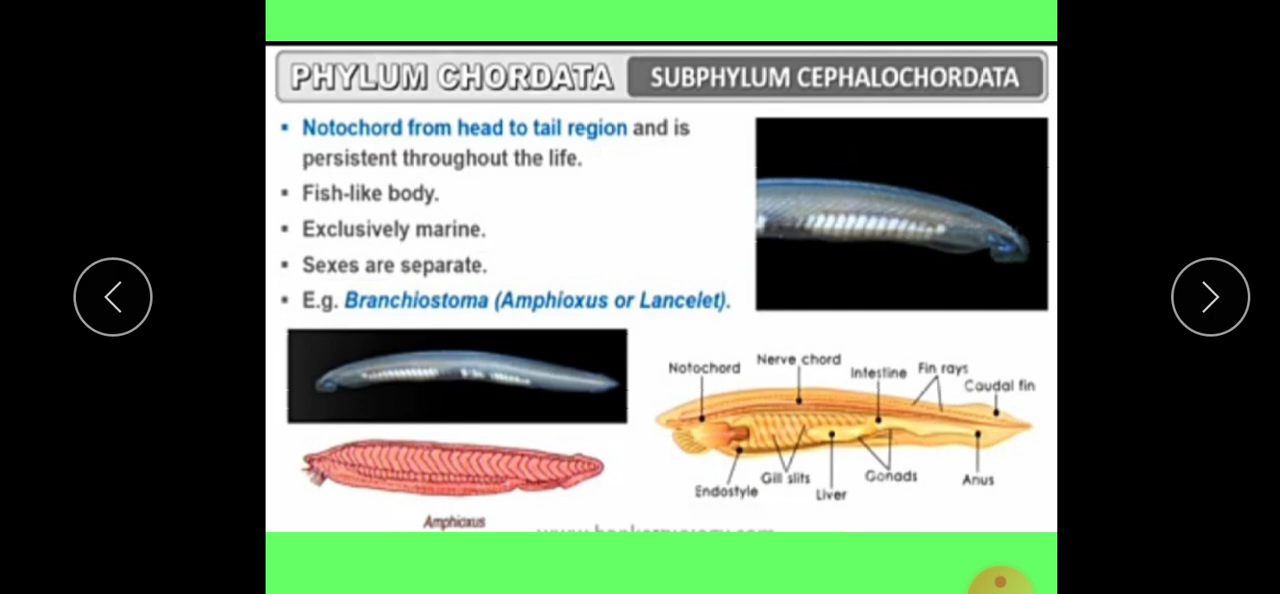 PHYLUM CHORDATA
SUBPHYLUM CEPHALOCHORDATA
▪ Notochord from head to tail region and is
persistent throughout the life.
▪ Fish-like body.
▪ Exclusively marine.
▪ Sexes are separate.
▪ E.g. Branchiostoma (Amphioxus or Lancelet).
Notochord
Nerve chord
Intestine
Fin rays
Caudal fin
Endostyle
Gill slits
Liver
Gonads
Anus
Amphioxus